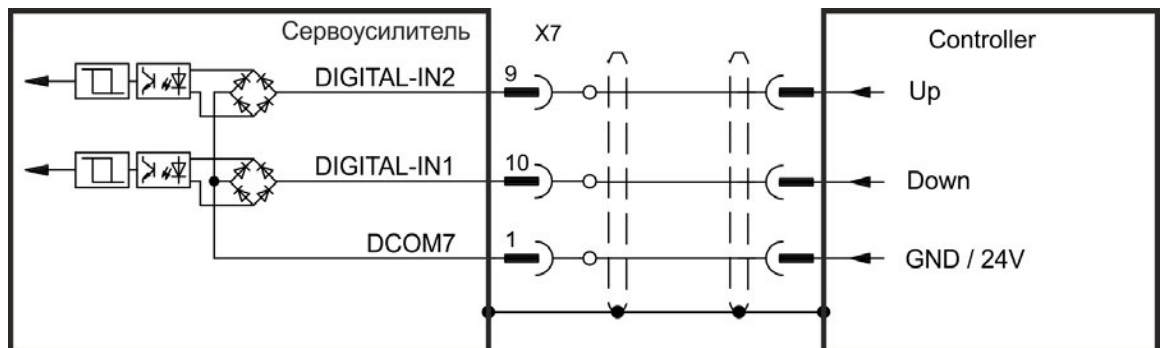 Сервоусилитель
X7
Controller
DIGITAL-IN2
9
Up
DIGITAL-IN1
10
Down
DCOM7
1
GND / 24V